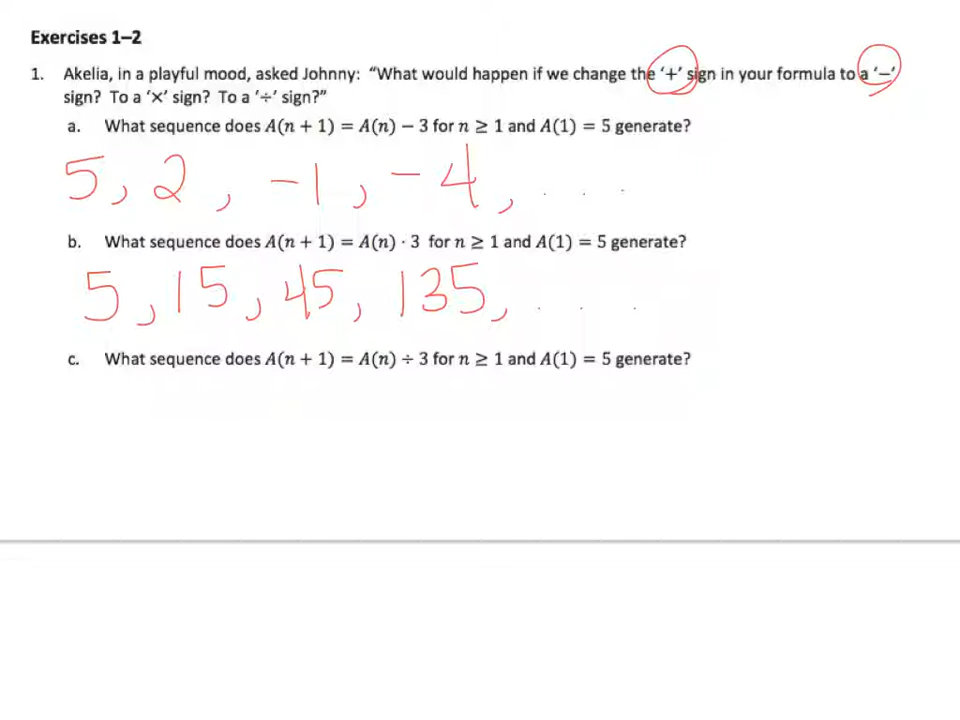 Exercises 1–2
1. Akelia, in a playful mood, asked Johnny: “What would happen if we change the ‘+’ sign in your formula to a ‘−’
sign? To a ‘×’ sign? To a ‘÷’ sign?”
a. What sequence does A(n + 1) = A(n) − 3 for n ≥ 1 and A(1) = 5 generate?
5, 2, -1, -4, . . .
b. What sequence does A(n + 1) = A(n) · 3 for n ≥ 1 and A(1) = 5 generate?
5, 15, 45, 135, . . .
c. What sequence does A(n + 1) = A(n) ÷ 3 for n ≥ 1 and A(1) = 5 generate?